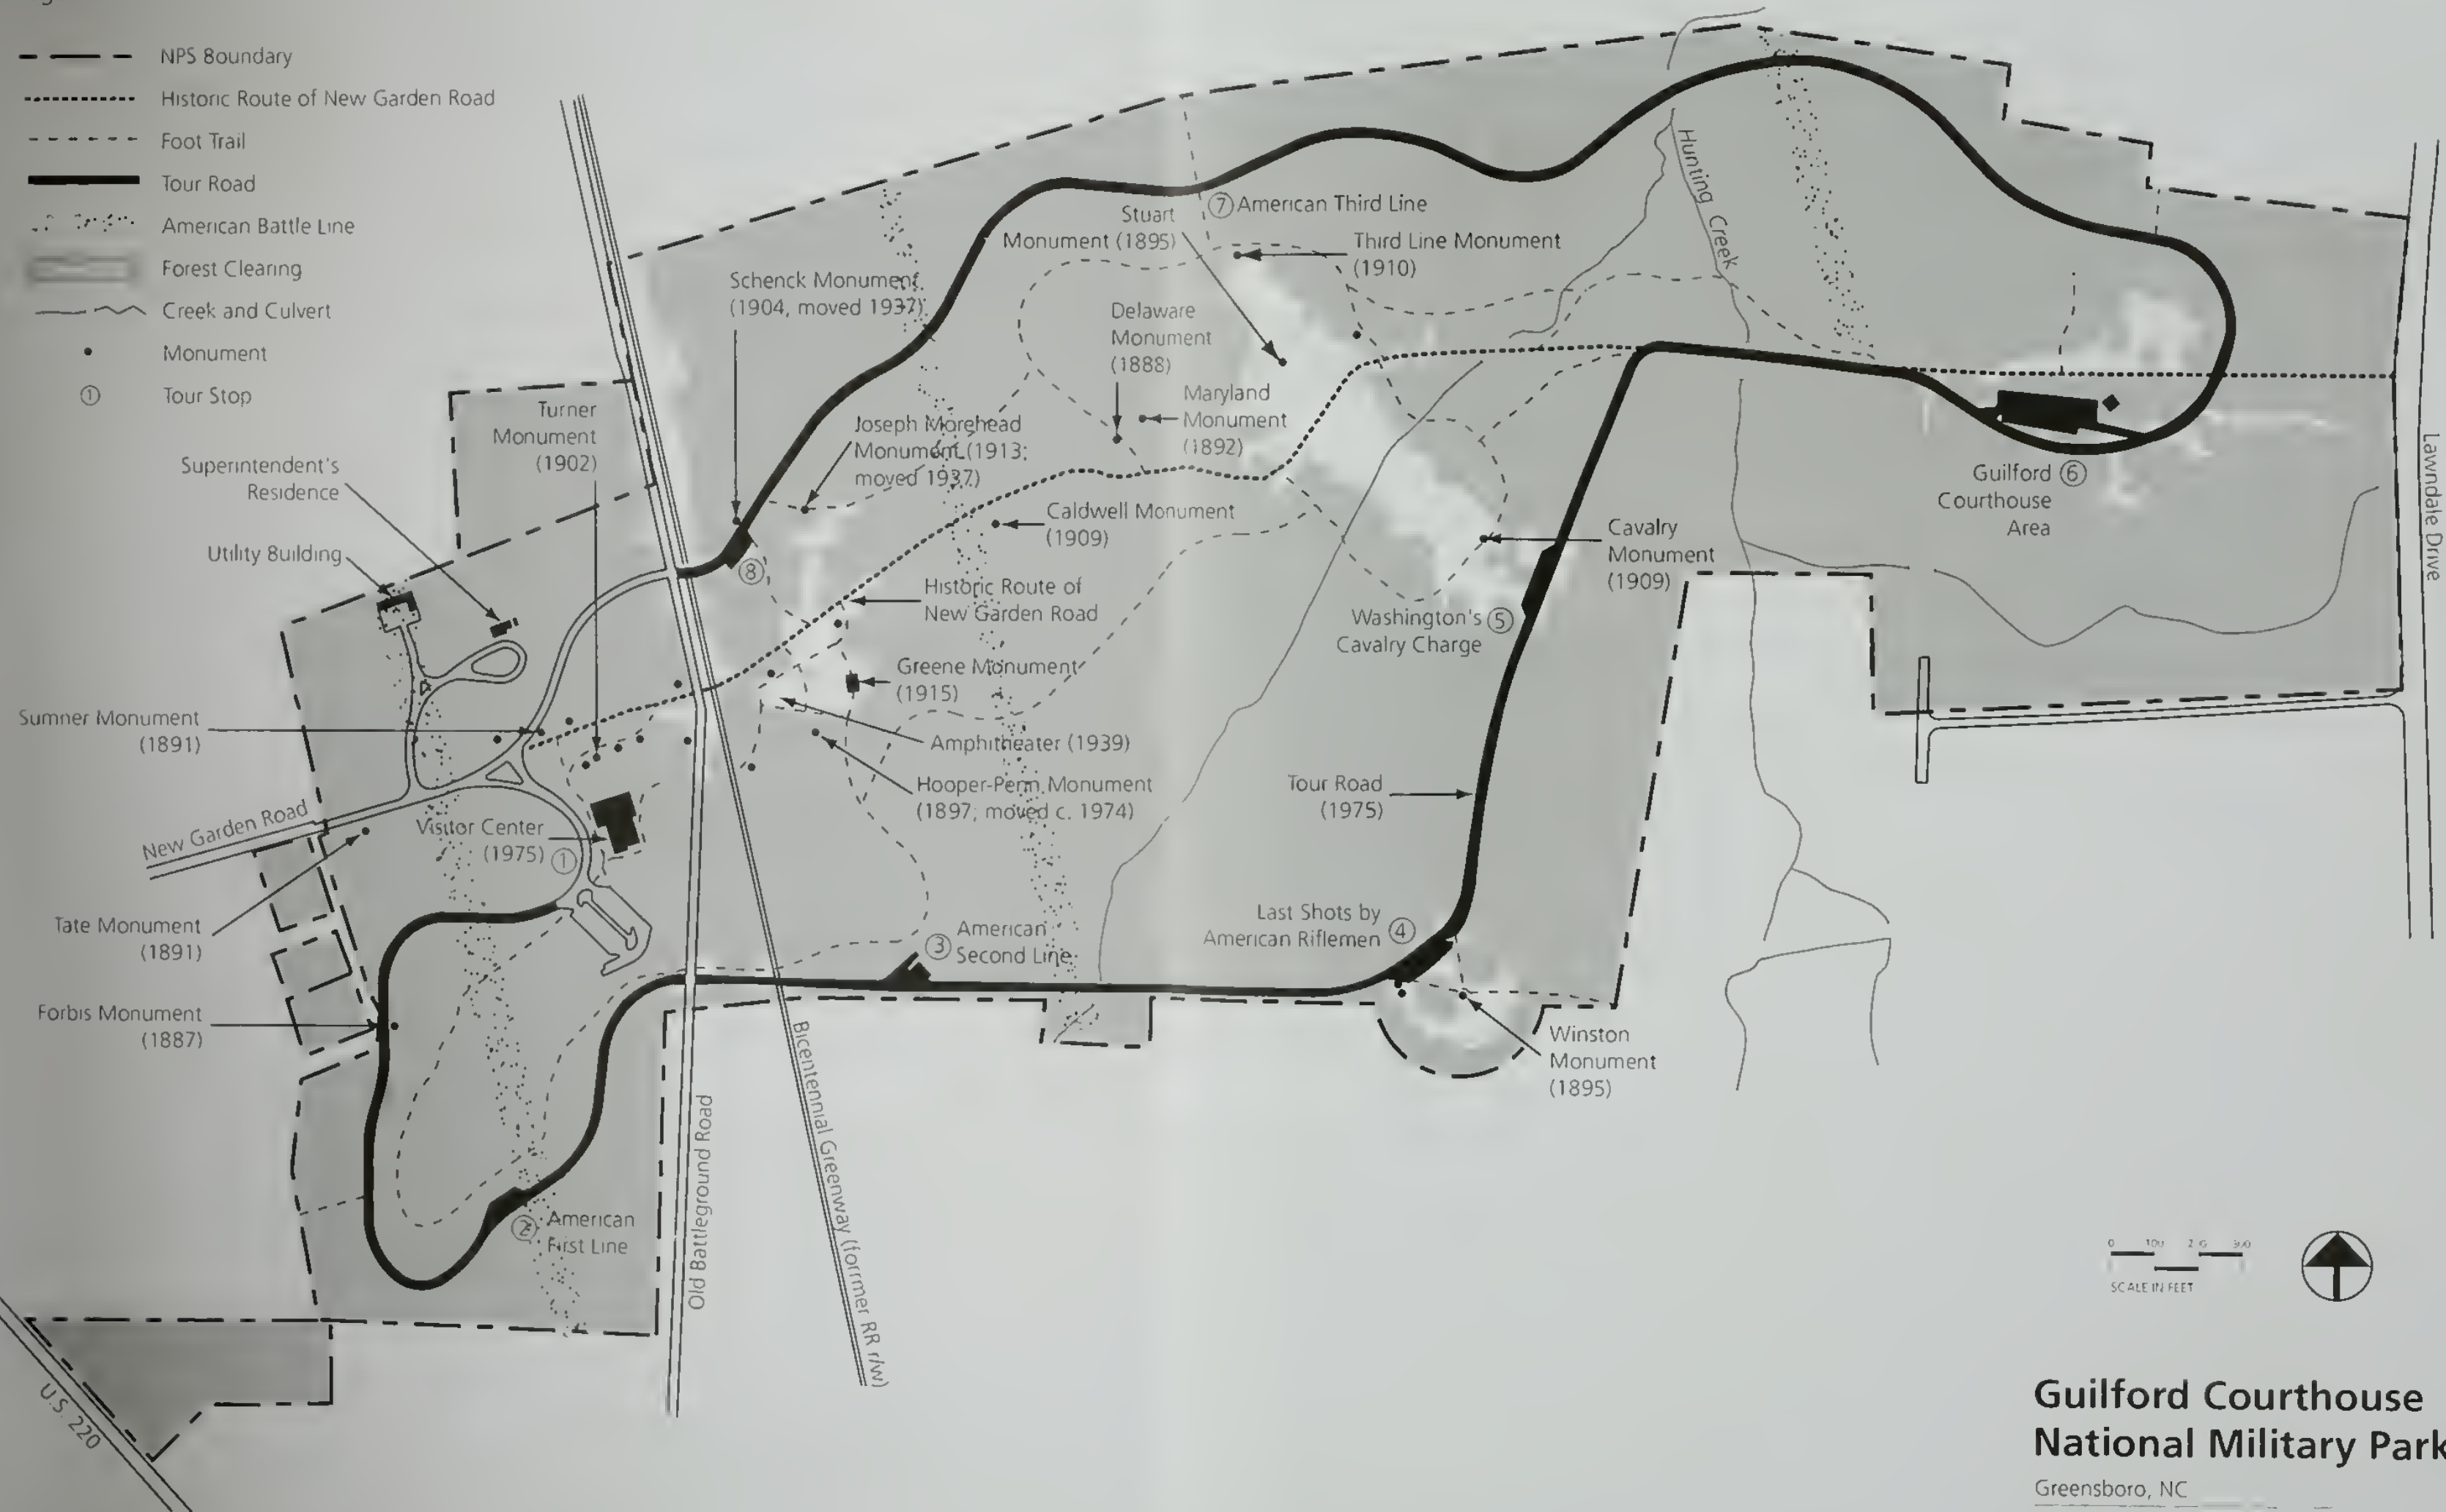 NPS Boundary
Historic Route of New Garden Road
Foot Trail
Tour Road
American Battle Line
Forest Clearing
Creek and Culvert
Monument
① Tour Stop
Hunting Creek
⑦ American Third Line
Stuart
Monument (1895)
Third Line Monument
(1910)
Schenck Monument
(1904, moved 1937)
Delaware
Monument
(1888)
Maryland
Monument
(1892)
Turner
Monument
(1902)
Joseph Morehead
Monument (1913;
moved 1937)
Superintendent's
Residence
Utility Building
Caldwell Monument
(1909)
⑧
Historic Route of
New Garden Road
Cavalry
Monument
(1909)
Washington's ⑤
Cavalry Charge
Guilford ⑥
Courthouse
Area
Lawndale Drive
Greene Monument
(1915)
Sumner Monument
(1891)
Amphitheater (1939)
Hooper-Penn Monument
(1897; moved c. 1974)
Tour Road
(1975)
New Garden Road
Visitor Center
(1975) ①
Tate Monument
(1891)
③ American
Second Line
Last Shots by ④
American Riflemen
Forbis Monument
(1887)
Winston
Monument
(1895)
Bicentennial Greenway (forrmer RR r/w)
Old Battleground Road
② American
First Line
U.S. 220
0 100 300
SCALE IN FEET
Guilford Courthouse
National Military Park
Greensboro, NC